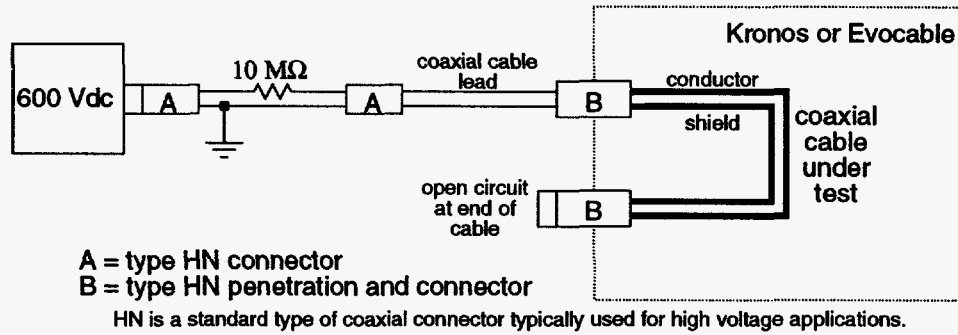 Kronos or Evocable
600 Vdc
A
10 MΩ
A
coaxial cable
lead
B
conductor
shield
coaxial
cable
under
test
open circuit
at end of
cable
B
A = type HN connector
B = type HN penetration and connector
HN is a standard type of coaxial connector typically used for high voltage applications.